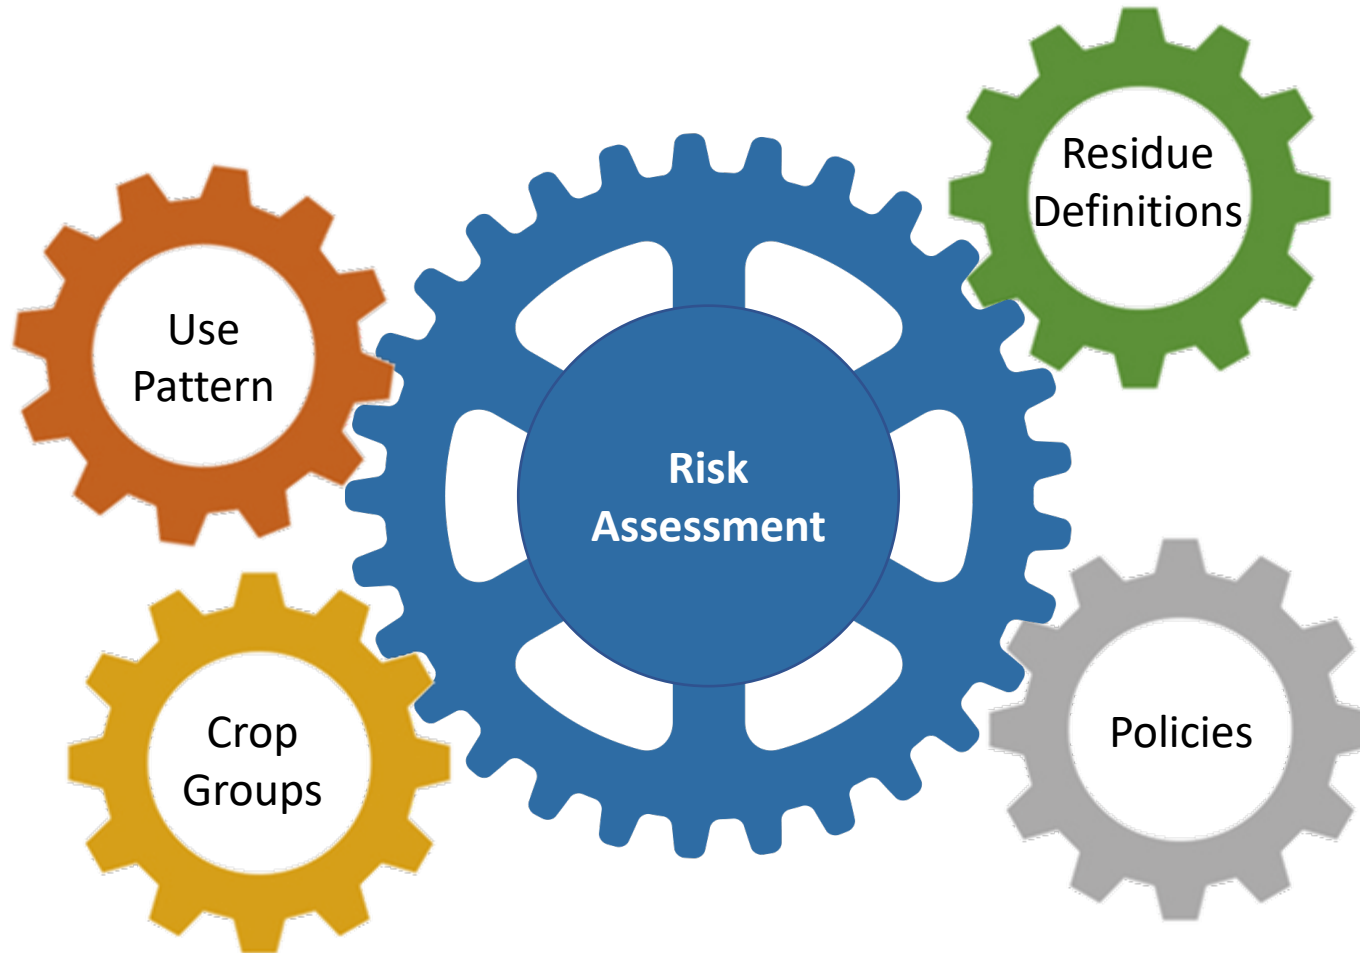 Residue
Definitions
Use
Pattern
Risk
Assessment
Crop
Groups
Policies